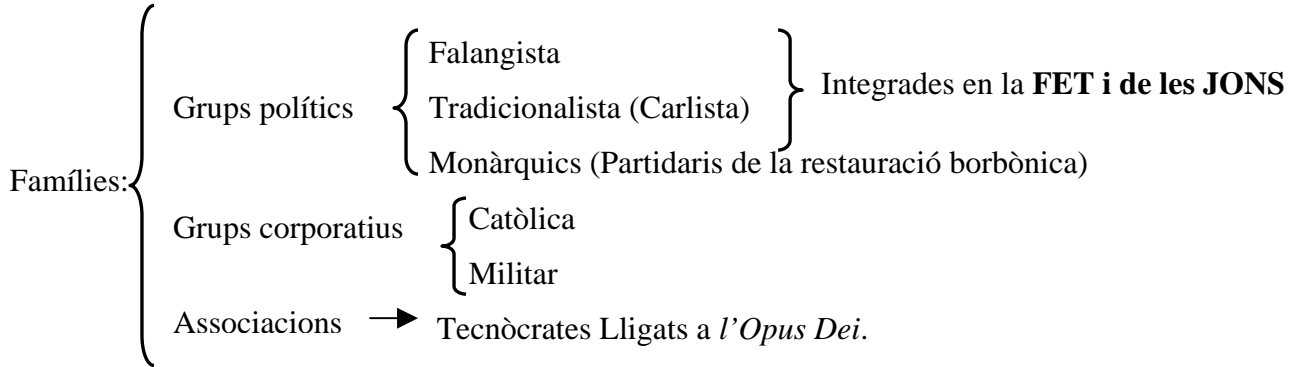 Falangista
Integrades en la FET i de les JONS
Grups polítics
Tradicionalista (Carlista)
Monàrquics (Partidaris de la restauració borbònica)
Famílies:
Grups corporatius
Catòlica
Militar
Associacions
Tecnòcrates Lligats a l’Opus Dei.